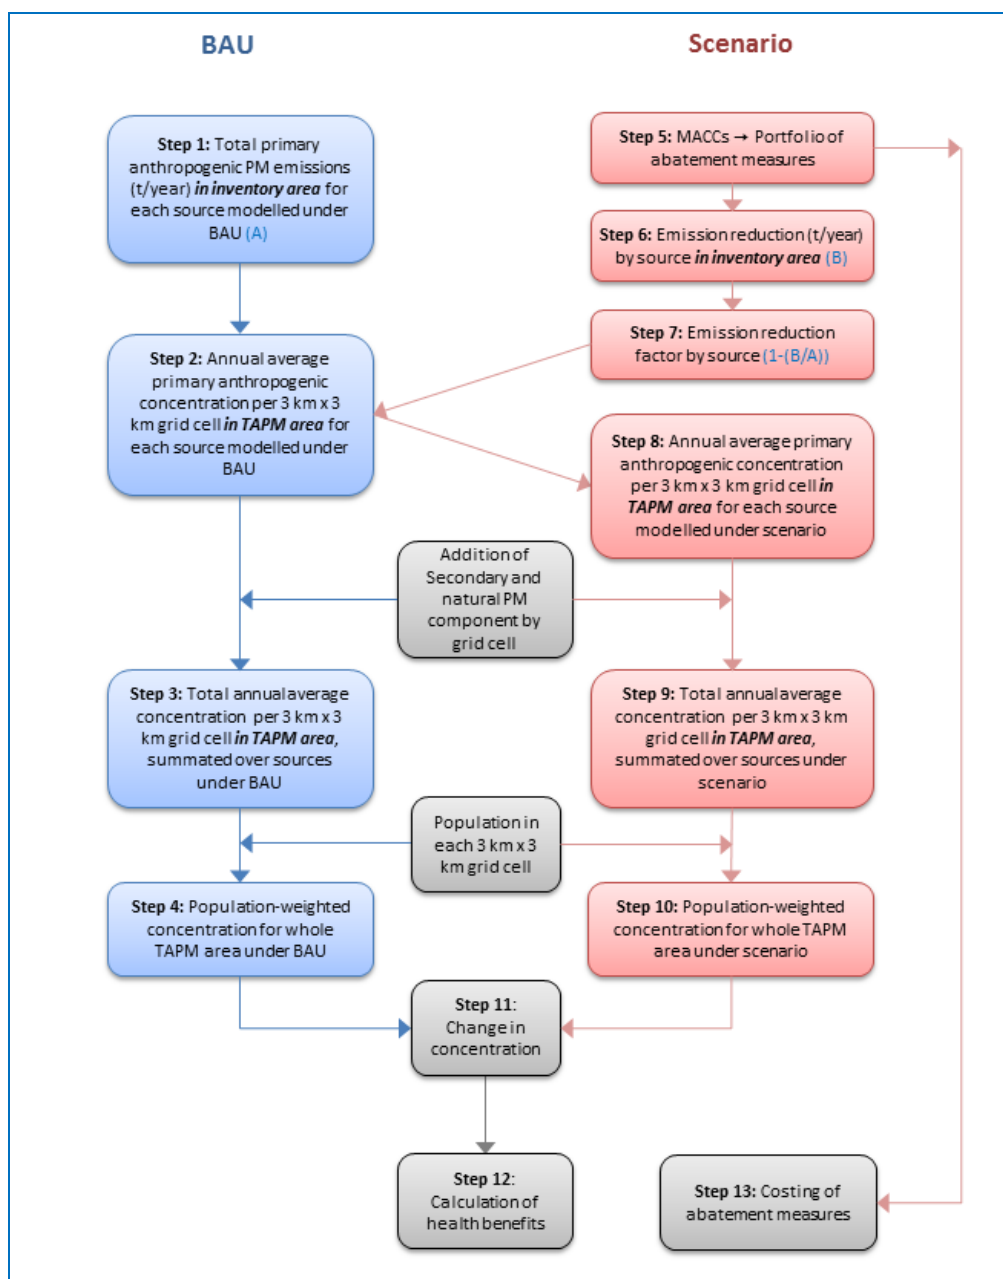 BAU
Scenario
Step 1: Total primary
anthropogenic PM emissions
(t/year) in inventory area for
each source modelled under
BAU (A)
Step 5: MACCs → Portfolio of
abatement measures
Step 6: Emission reduction (t/year)
by source in inventory area (B)
Step 7: Emission reduction
factor by source (1-(B/A))
Step 2: Annual average
primary anthropogenic
concentration per 3 km x 3
km grid cell in TAPM area for
each source modelled under
BAU
Step 8: Annual average primary
anthropogenic concentration
per 3 km x 3 km grid cell in
TAPM area for each source
modelled under scenario
Addition of
Secondary and
natural PM
component by
grid cell
Step 3: Total annual average
concentration per 3 km x 3
km grid cell in TAPM area,
summated over sources
under BAU
Step 9: Total annual average
concentration per 3 km x 3 km
grid cell in TAPM area,
summated over sources under
scenario
Population in
each 3 km x 3
km grid cell
Step 4: Population-weighted
concentration for whole
TAPM area under BAU
Step 10: Population-weighted
concentration for whole TAPM
area under scenario
Step 11:
Change in
concentration
Step 12:
Calculation of
health benefits
Step 13: Costing of
abatement measures